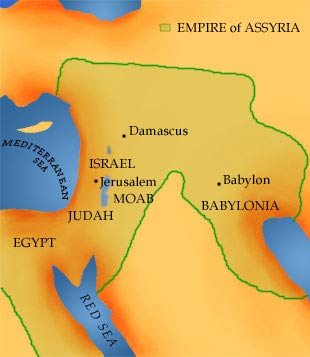 EMPIRE of ASSYRIA
MEDITERRANEAN
SEA
Damascus
ISRAEL
Jerusalem
MOAB
JUDAH
Babylon
BABYLONIA
EGYPT
RED SEA